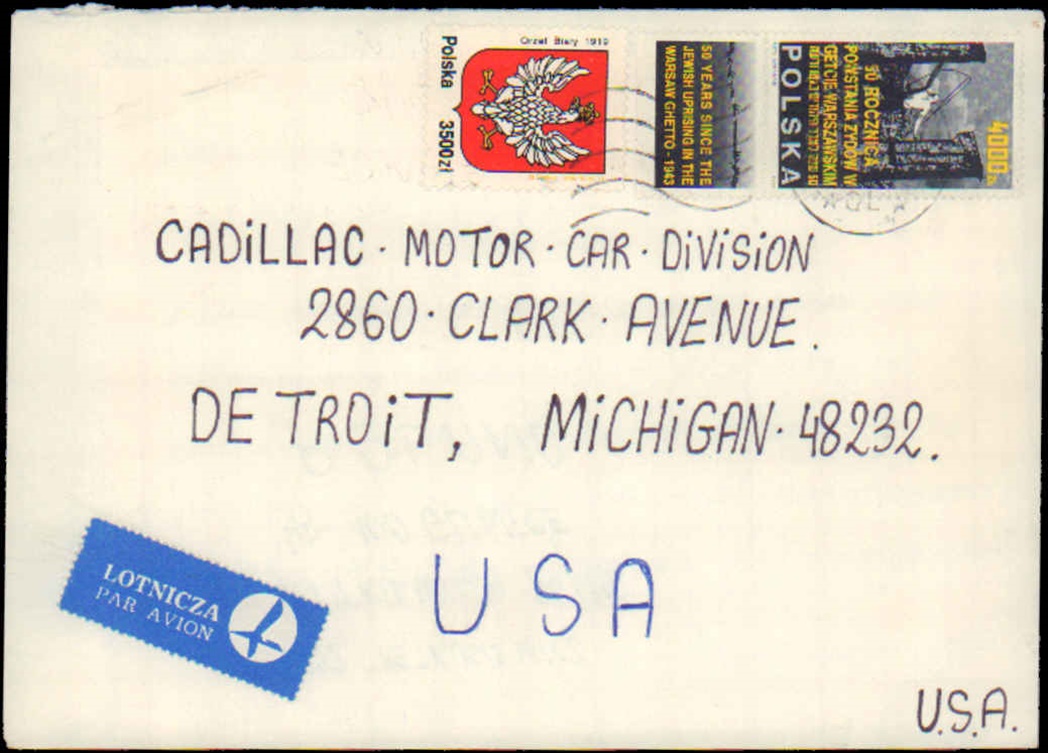 Orzeł Biały 1919
Polska 3500zł
50 YEARS SINCE THE
JEWISH UPRISING IN THE
WARSAW GHETTO - 1943
4000zł
50 ROCZNICA
POWSTANIA ŻYDÓW W
GETCIE WARSZAWSKIM
POLSKA
CADiLLAC · MOTOR · CAR · DiViSiON
2860 · CLARK · AVENUE.
DETROiT, MiCHiGAN · 48232.
USA
LOTNICZA
PAR AVION
U.S.A.